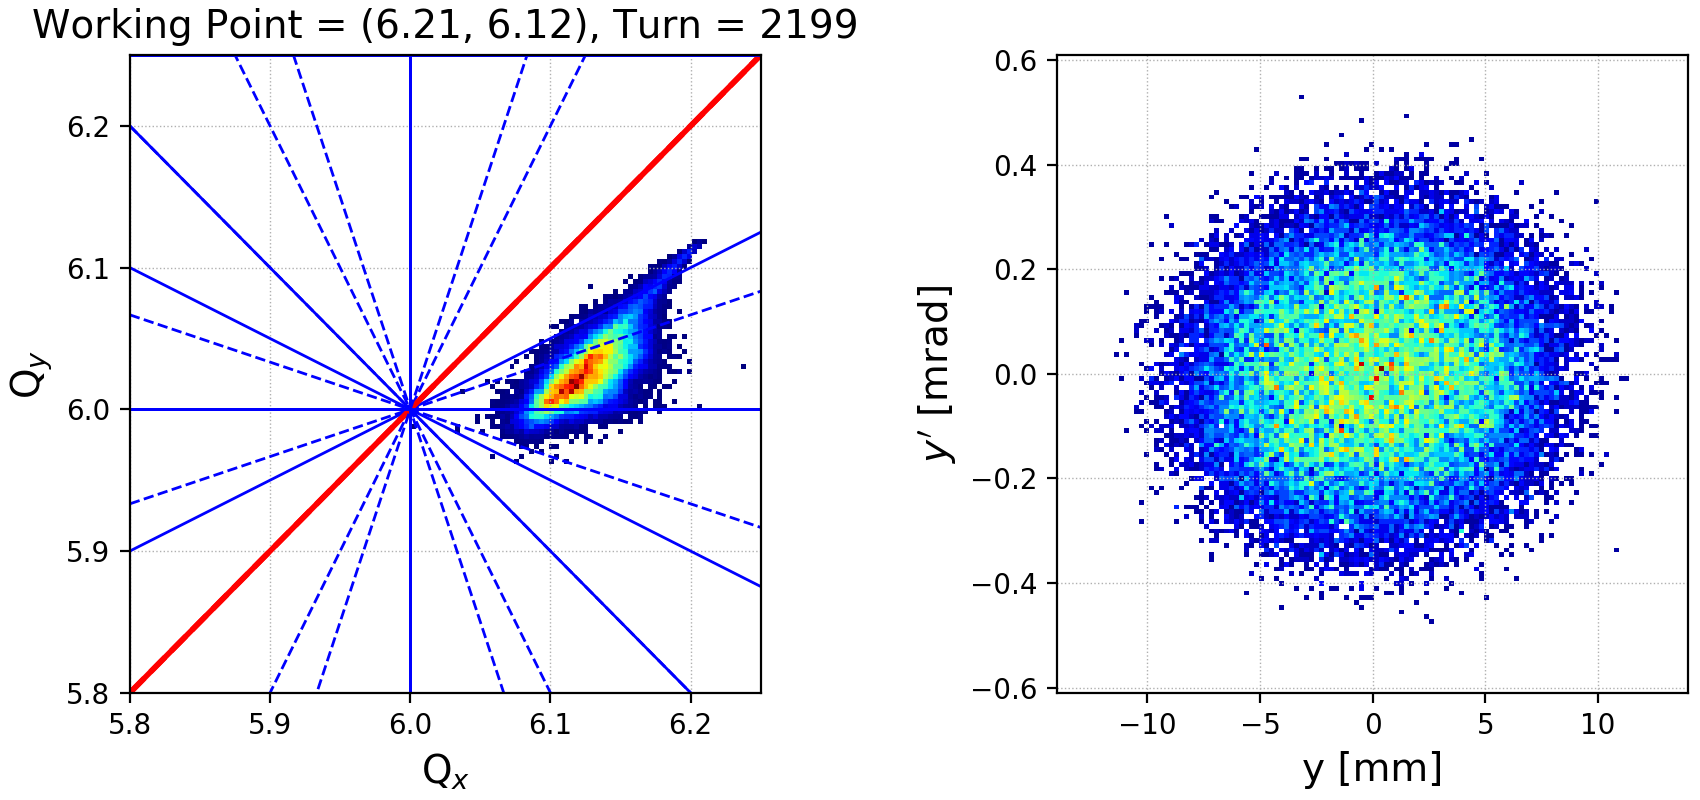 Working Point = (6.21, 6.12), Turn = 2199
6.2
6.1
6.0
5.9
5.8
Q_y
5.8 5.9 6.0 6.1 6.2
Q_x
0.6
0.4
0.2
0.0
−0.2
−0.4
−0.6
y′ [mrad]
−10 −5 0 5 10
y [mm]